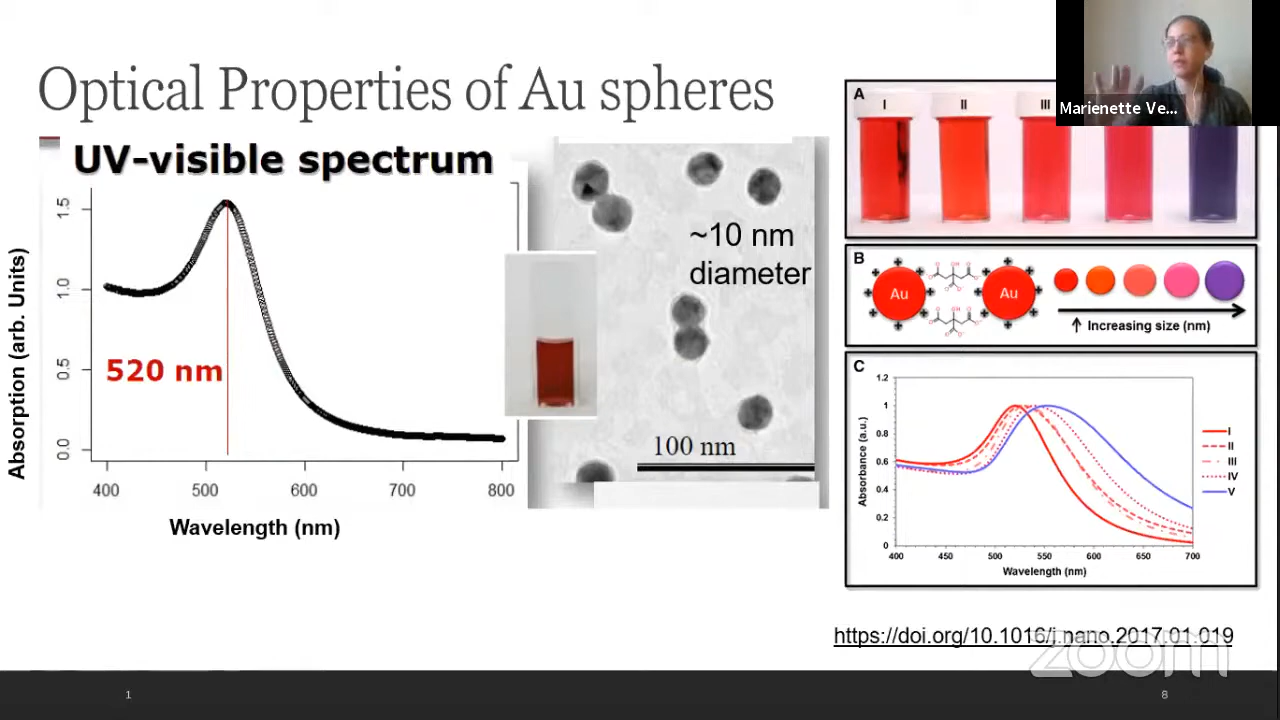 Optical Properties of Au spheres
UV-visible spectrum
Absorption (arb. Units)
1.5
1.0
0.5
0.0
520 nm
400 500 600 700 800
Wavelength (nm)
~10 nm
diameter
100 nm
A
I II III
Marienette Ve...
B
Au Au
OH
OH
↑ Increasing size (nm)
C
Absorbance (a.u.)
1.2
1
0.8
0.6
0.4
0.2
0
400 450 500 550 600 650 700
Wavelength (nm)
I
II
III
IV
V
https://doi.org/10.1016/j.nano.2017.01.019
zoom
1
8